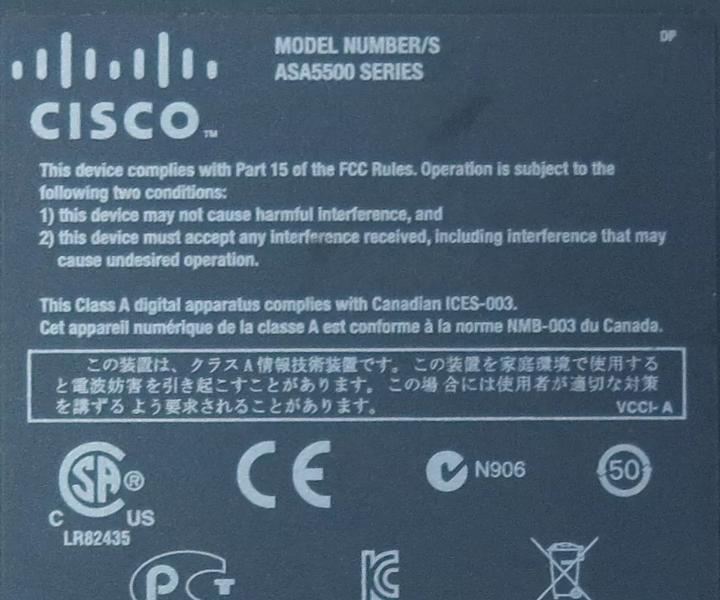 MODEL NUMBER/S
DP
ASA5500 SERIES
CISCO™
This device complies with Part 15 of the FCC Rules. Operation is subject to the
following two conditions:
1) this device may not cause harmful interference, and
2) this device must accept any interference received, including interference that may
cause undesired operation.
This Class A digital apparatus complies with Canadian ICES-003.
Cet appareil numérique de la classe A est conforme à la norme NMB-003 du Canada.
この装置は、クラス A 情報技術装置です。この装置を家庭環境で使用する
と電波妨害を引き起こすことがあります。この場 合には使用者が適切な対策
を講ずる よう要求されることがあります。
VCCI- A
SA®
C US
LR82435
CE
N906
50
PCT
KC